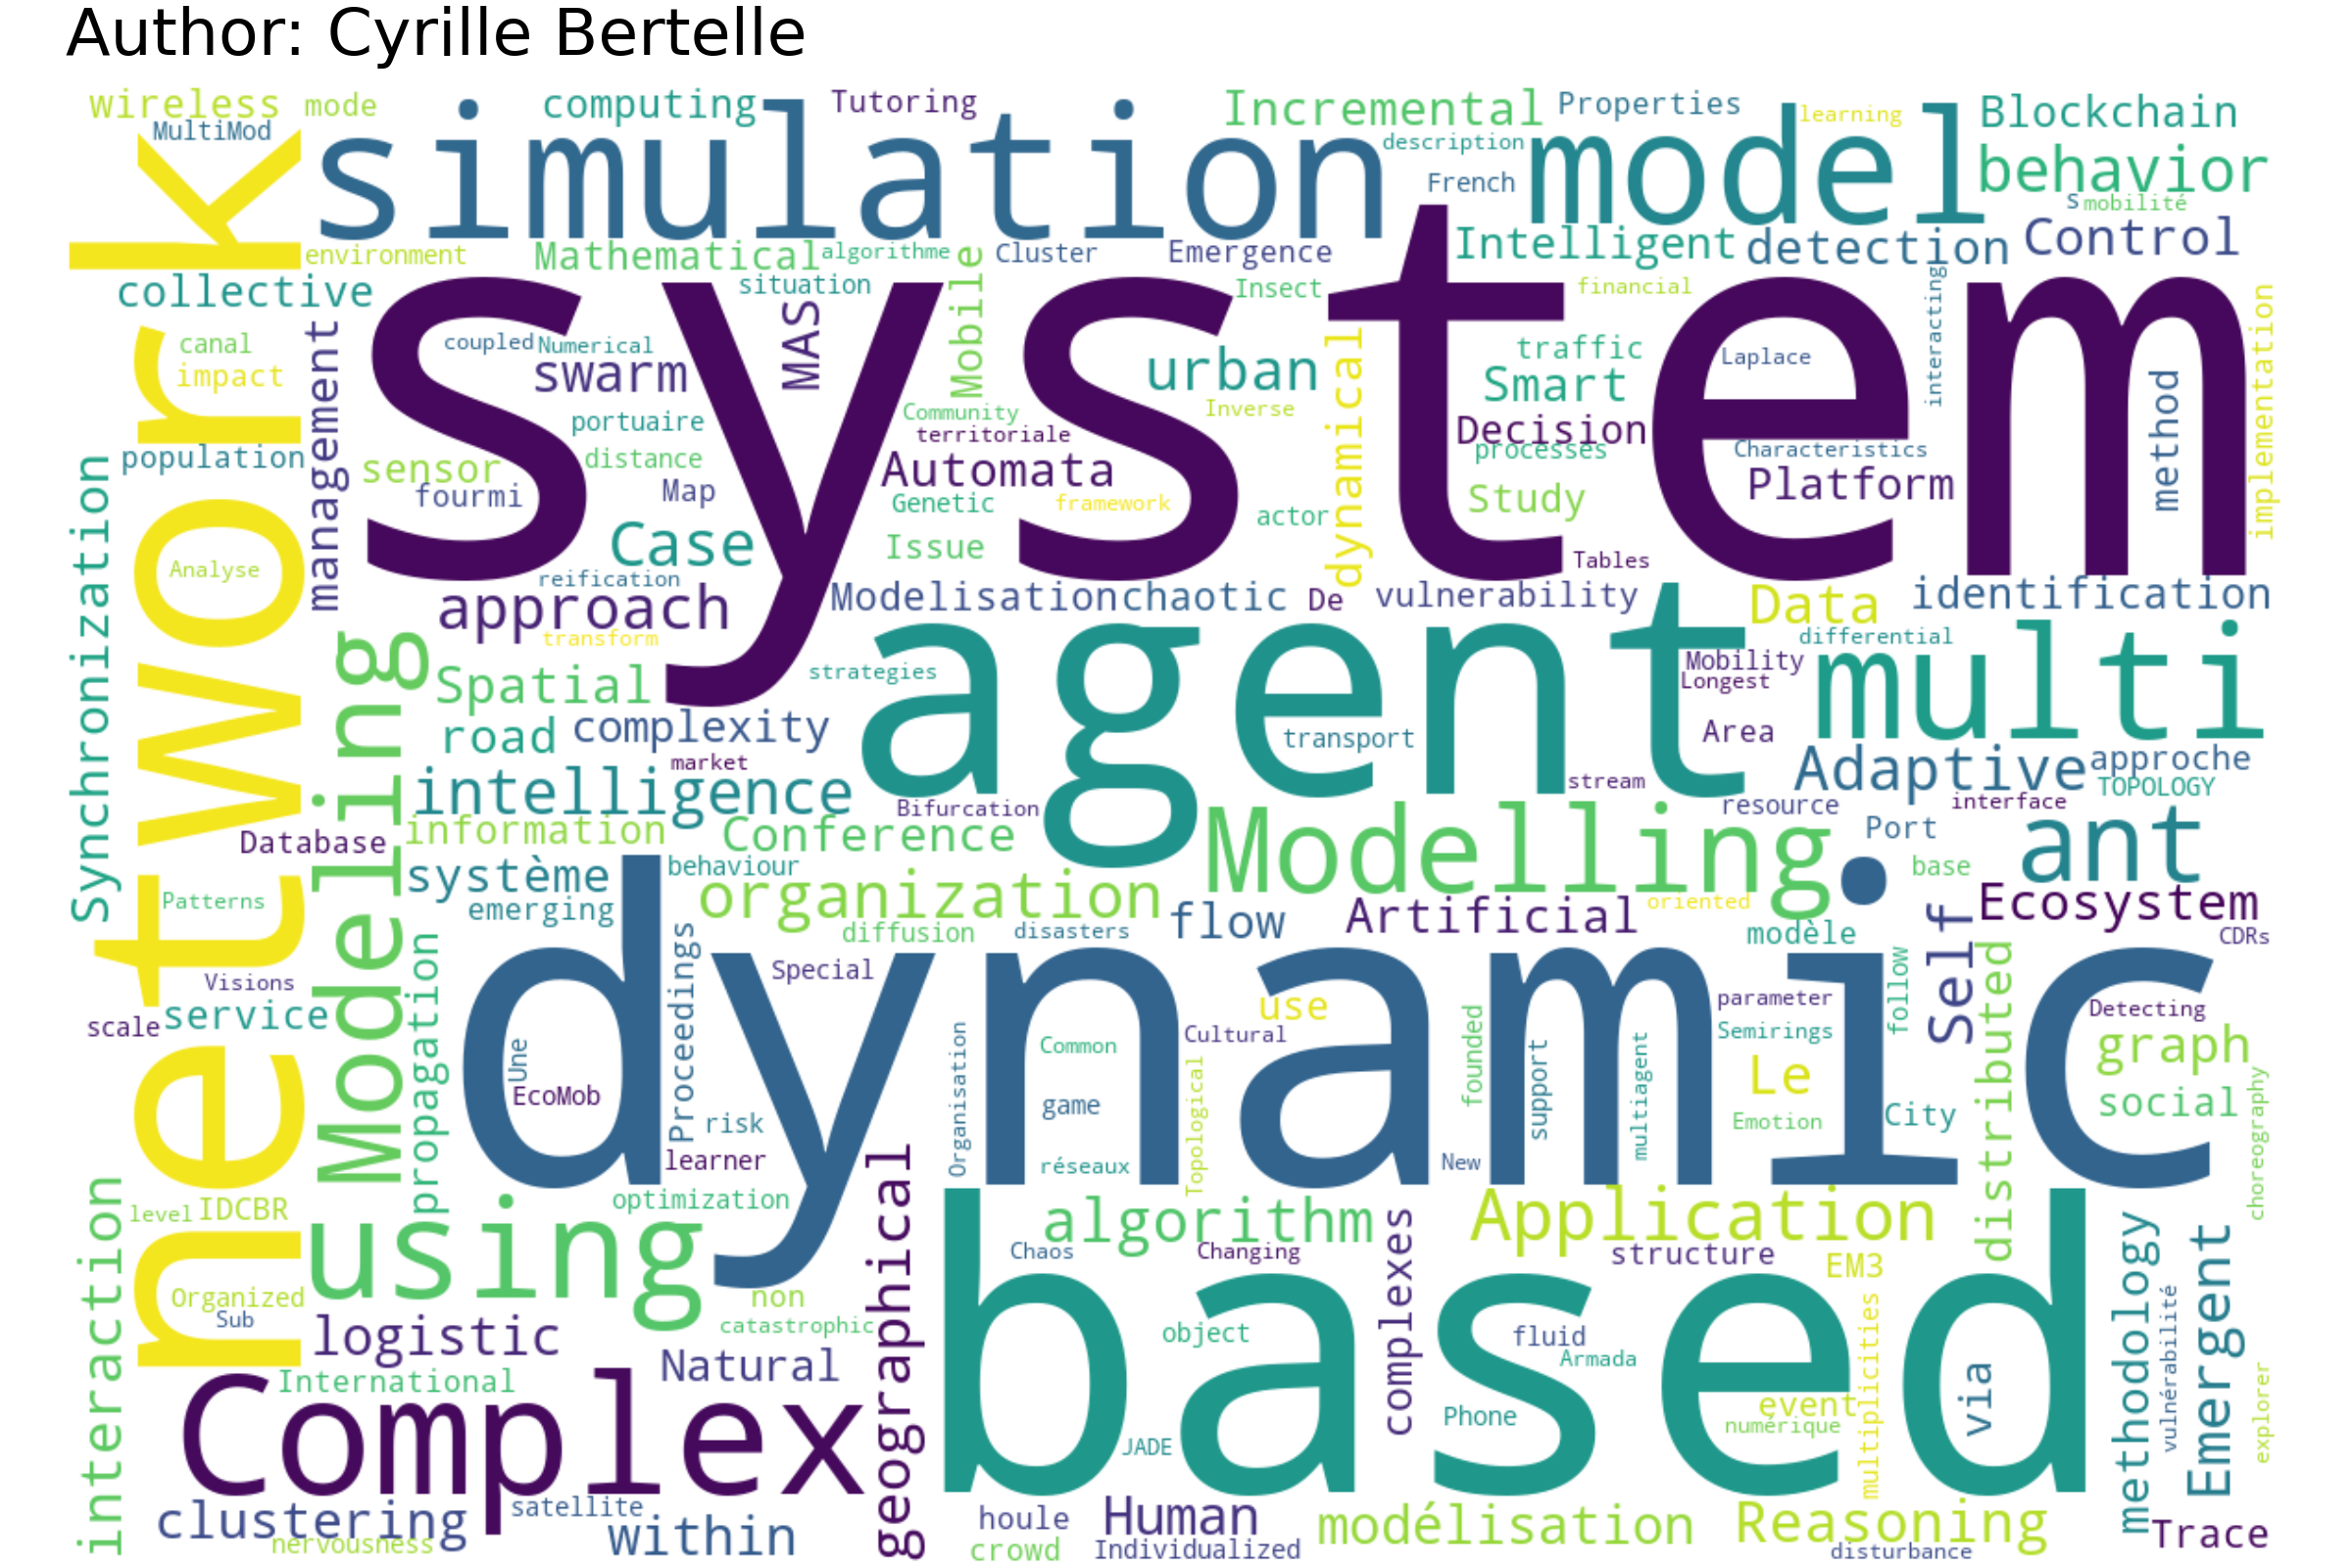 Author: Cyrille Bertelle
wireless mode computing Tutoring Incremental Properties learning Blockchain
MultiMod simulation description model behavior
French s mobilité
environment Mathematical algorithme Mobile Cluster Emergence Intelligent detection Control
collective situation MAS Insect financial interacting implementation
network system
canal management coupled Numerical urban dynamical traffic Laplace
impact swarm Community Inverse Smart method
portuaire territoriale Decision
population sensor distance Automata processes Characteristics
Synchronization fourmi Map Genetic framework Study Platform
Case Issue actor
Analyse reification Tables
approach Modelisation chaotic De vulnerability Data identification
transform agent differential multi
Modeling Spatial strategies Mobility
Longest
road complexity transport Area
market Adaptive approche
intelligence stream TOPOLOGY
Bifurcation resource interface
Database information Conference Modelling Port ant
système behaviour base
Patterns emerging organization flow Artificial oriented Self Ecosystem
diffusion disasters modèle CDRs
dynamic
Visions propagation Proceedings Special follow distributed
scale service use parameter Detecting
Une Organisation Common Cultural founded support multiagent Semirings graph
EcoMob game Topological Le social choreography
risk Emotion City
learner réseaux New
interaction level IDCBR optimization geographical
using algorithm complexes Application methodology Emergent
Chaos Changing structure EM3
Organized non based
Sub logistic catastrophic object fluid multiplicities vulnérabilité
Natural Armada
International event via explorer
Complex Phone numérique
JADE
clustering satellite within houle Human modélisation Reasoning Trace
nervousness crowd Individualized disturbance